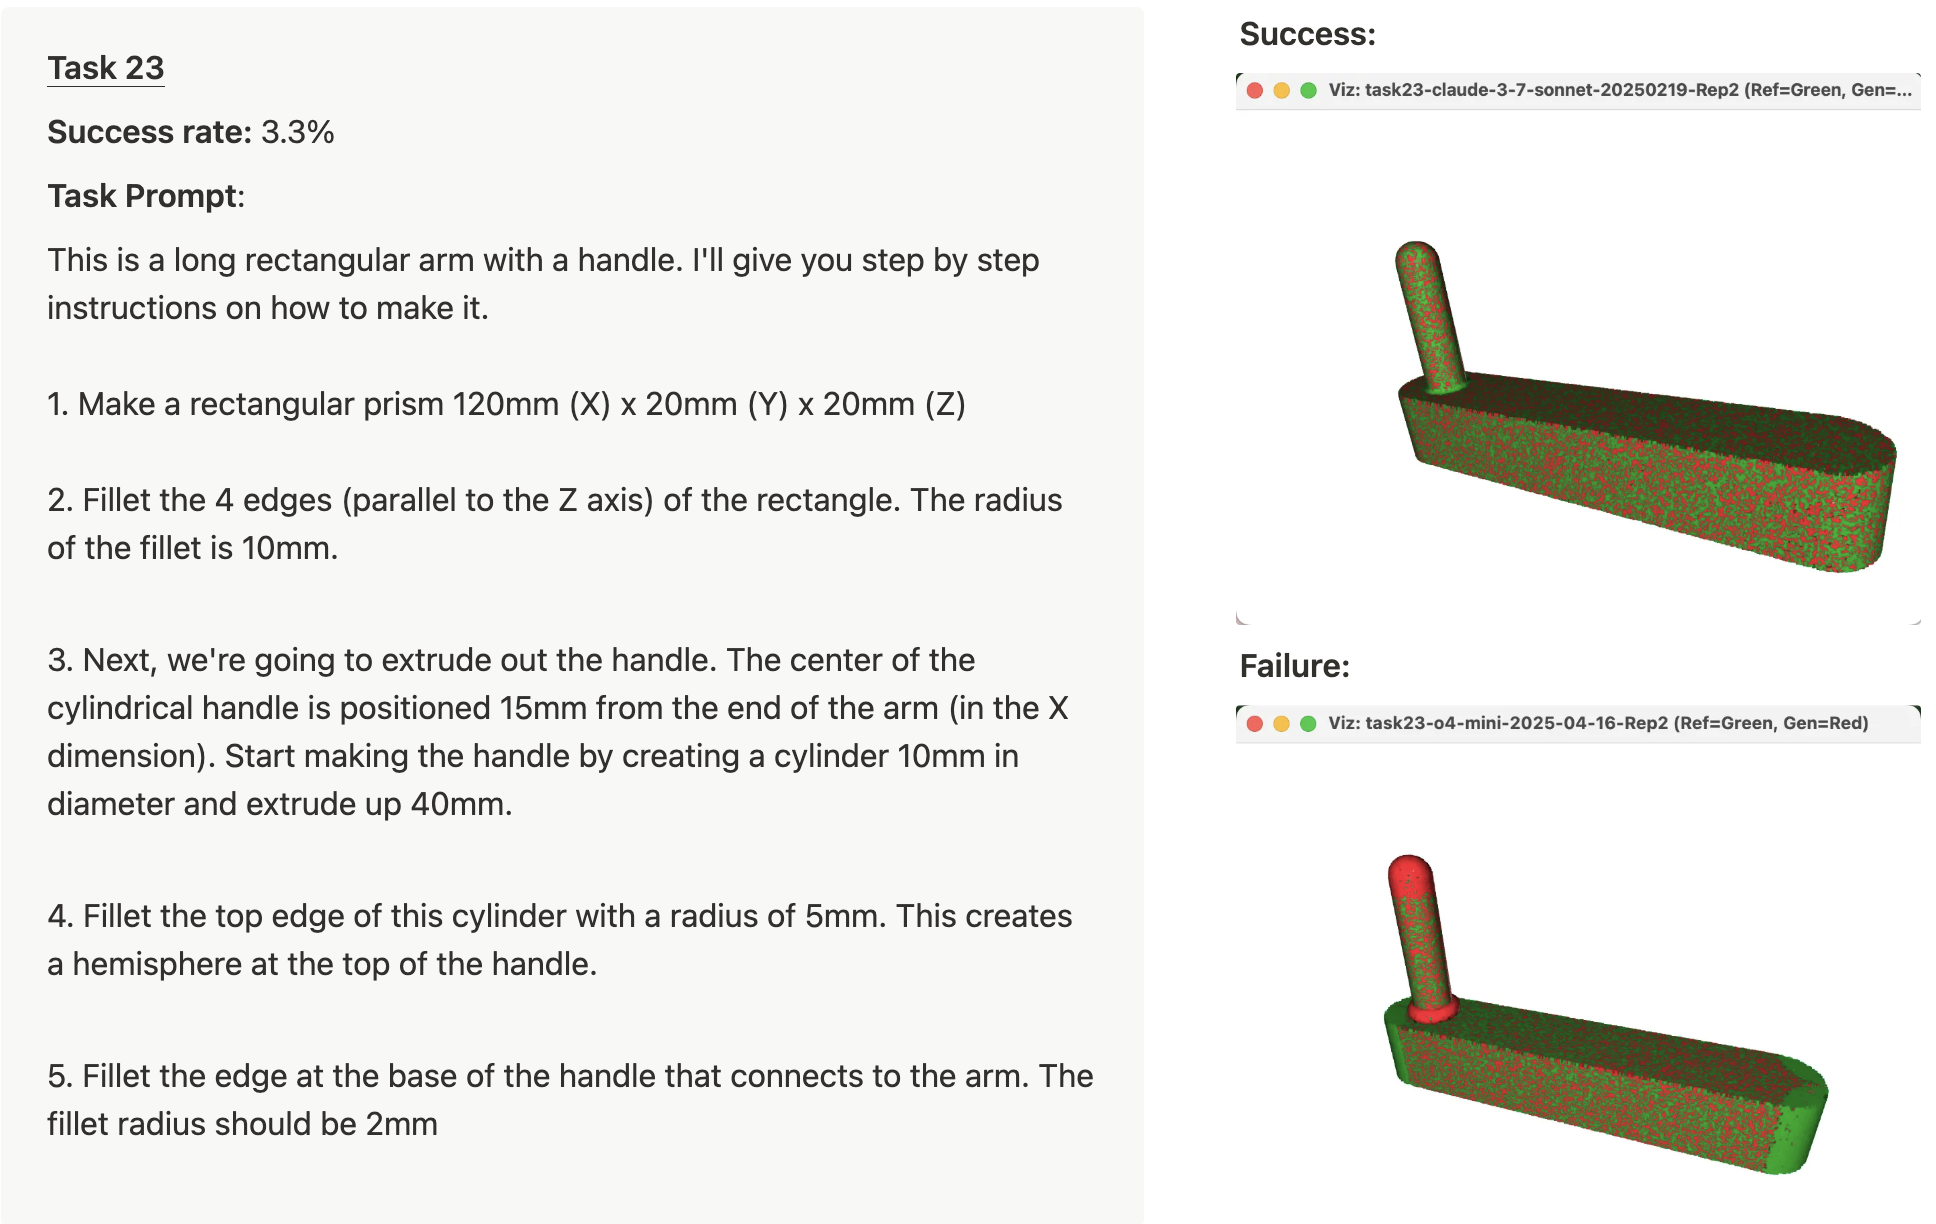 Task 23
Success rate: 3.3%
Task Prompt:
This is a long rectangular arm with a handle. I'll give you step by step
instructions on how to make it.
1. Make a rectangular prism 120mm (X) x 20mm (Y) x 20mm (Z)
2. Fillet the 4 edges (parallel to the Z axis) of the rectangle. The radius
of the fillet is 10mm.
3. Next, we're going to extrude out the handle. The center of the
cylindrical handle is positioned 15mm from the end of the arm (in the X
dimension). Start making the handle by creating a cylinder 10mm in
diameter and extrude up 40mm.
4. Fillet the top edge of this cylinder with a radius of 5mm. This creates
a hemisphere at the top of the handle.
5. Fillet the edge at the base of the handle that connects to the arm. The
fillet radius should be 2mm
Success:
Viz: task23-claude-3-7-sonnet-20250219-Rep2 (Ref=Green, Gen=...
Failure:
Viz: task23-o4-mini-2025-04-16-Rep2 (Ref=Green, Gen=Red)